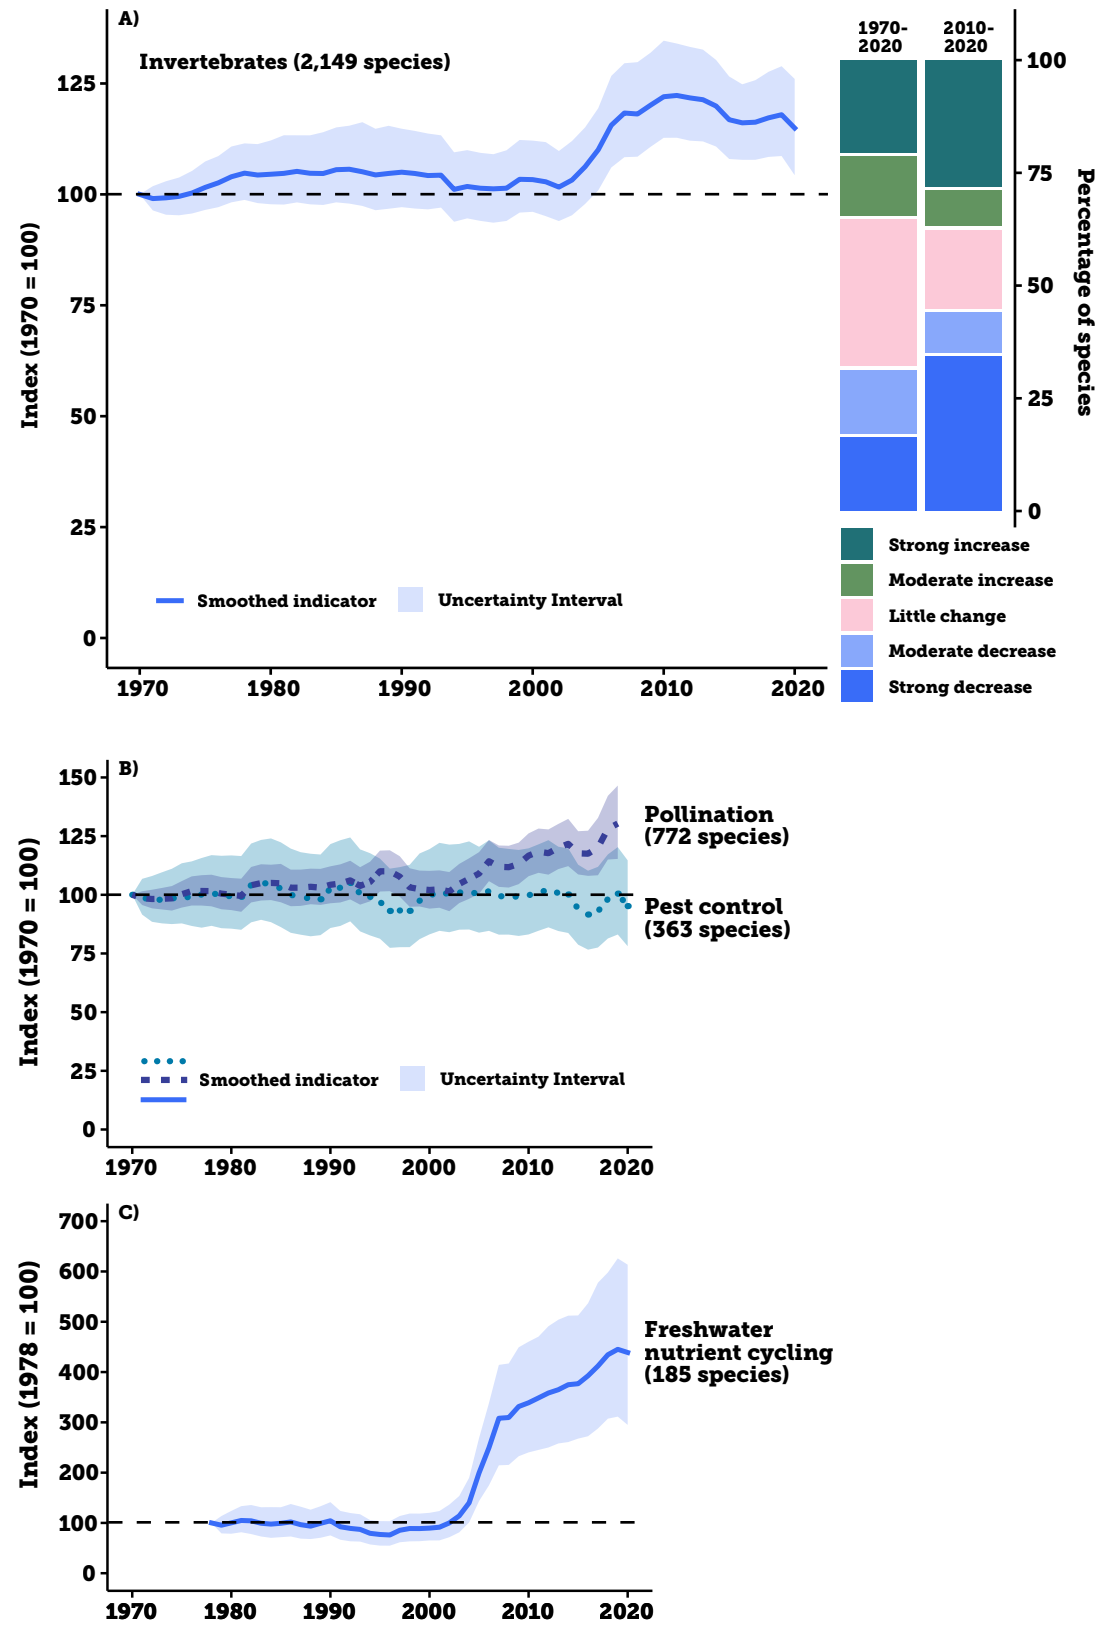 A)
Invertebrates (2,149 species)
Index (1970 = 100)
125
100
75
50
25
0
Smoothed indicator
Uncertainty Interval
1970
1980
1990
2000
2010
2020
1970-
2020
2010-
2020
100
75
50
25
0
Percentage of species
Strong increase
Moderate increase
Little change
Moderate decrease
Strong decrease
B)
Index (1970 = 100)
150
125
100
75
50
25
0
Pollination
(772 species)
Pest control
(363 species)
Smoothed indicator
Uncertainty Interval
1970
1980
1990
2000
2010
2020
C)
Index (1978 = 100)
700
600
500
400
300
200
100
0
Freshwater
nutrient cycling
(185 species)
1970
1980
1990
2000
2010
2020